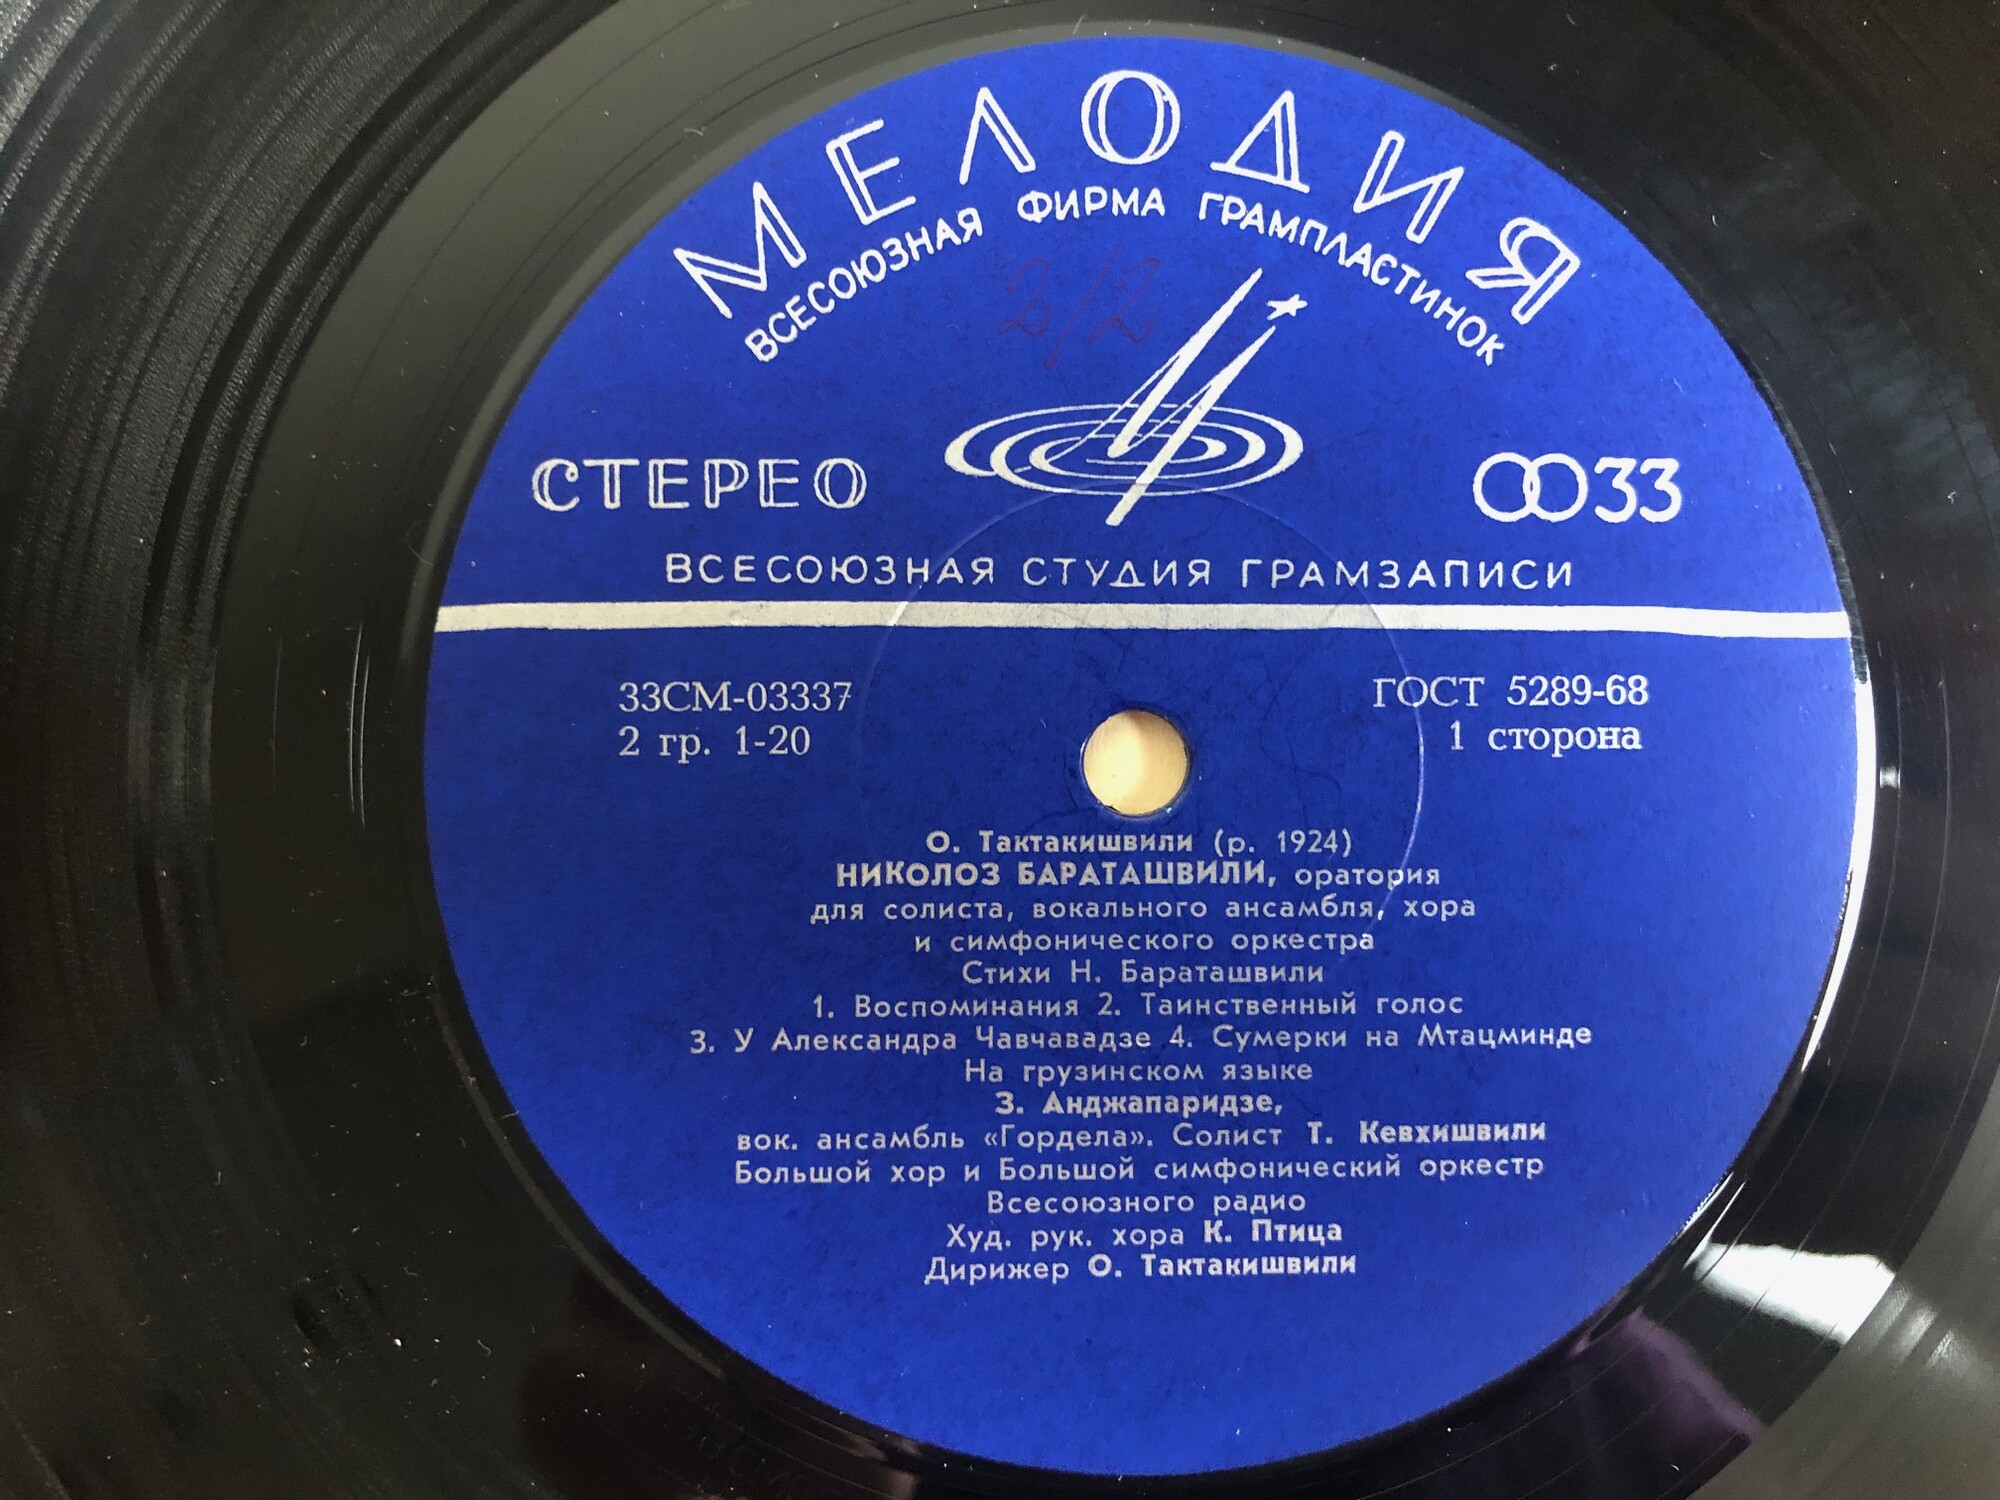 МЕЛОДИЯ
ВСЕСОЮЗНАЯ ФИРМА ГРАМПЛАСТИНОК
2/2
СТЕРЕО
33
ВСЕСОЮЗНАЯ СТУДИЯ ГРАМЗАПИСИ
33СМ-03337
ГОСТ 5289-68
2 гр. 1-20
1 сторона
О. Тактакишвили (р. 1924)
НИКОЛОЗ БАРАТАШВИЛИ, оратория
для солиста, вокального ансамбля, хора
и симфонического оркестра
Стихи Н. Бараташвили
1. Воспоминания 2. Таинственный голос
3. У Александра Чавчавадзе 4. Сумерки на Мтацминде
На грузинском языке
З. Анджапаридзе,
вок. ансамбль «Гордела». Солист Т. Кевхишвили
Большой хор и Большой симфонический оркестр
Всесоюзного радио
Худ. рук. хора К. Птица
Дирижер О. Тактакишвили